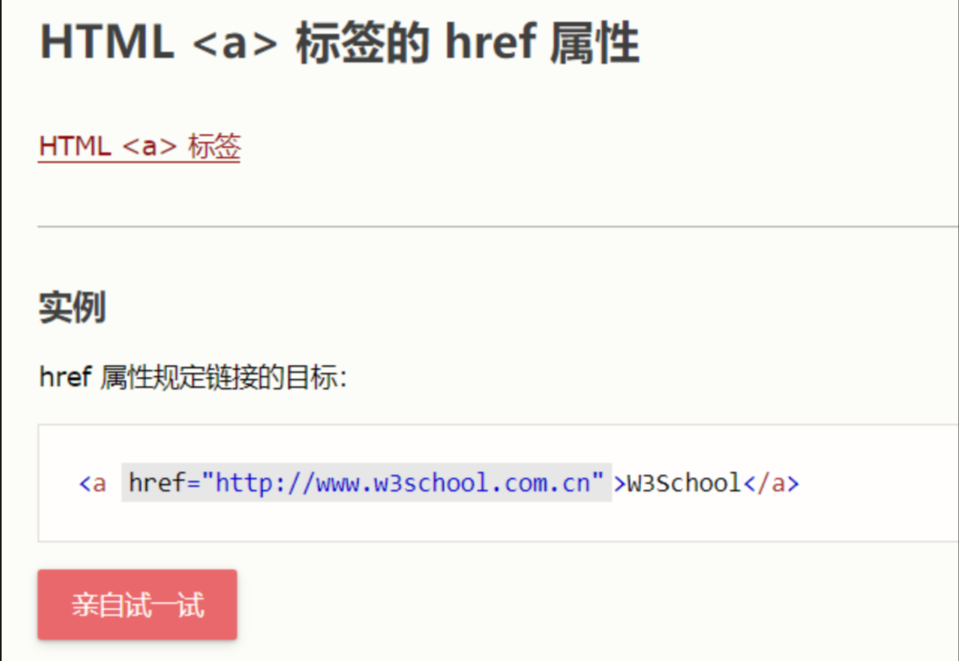 HTML <a> 标签的 href 属性
HTML <a> 标签
实例
href 属性规定链接的目标：
<a href="http://www.w3school.com.cn">W3School</a>
亲自试一试